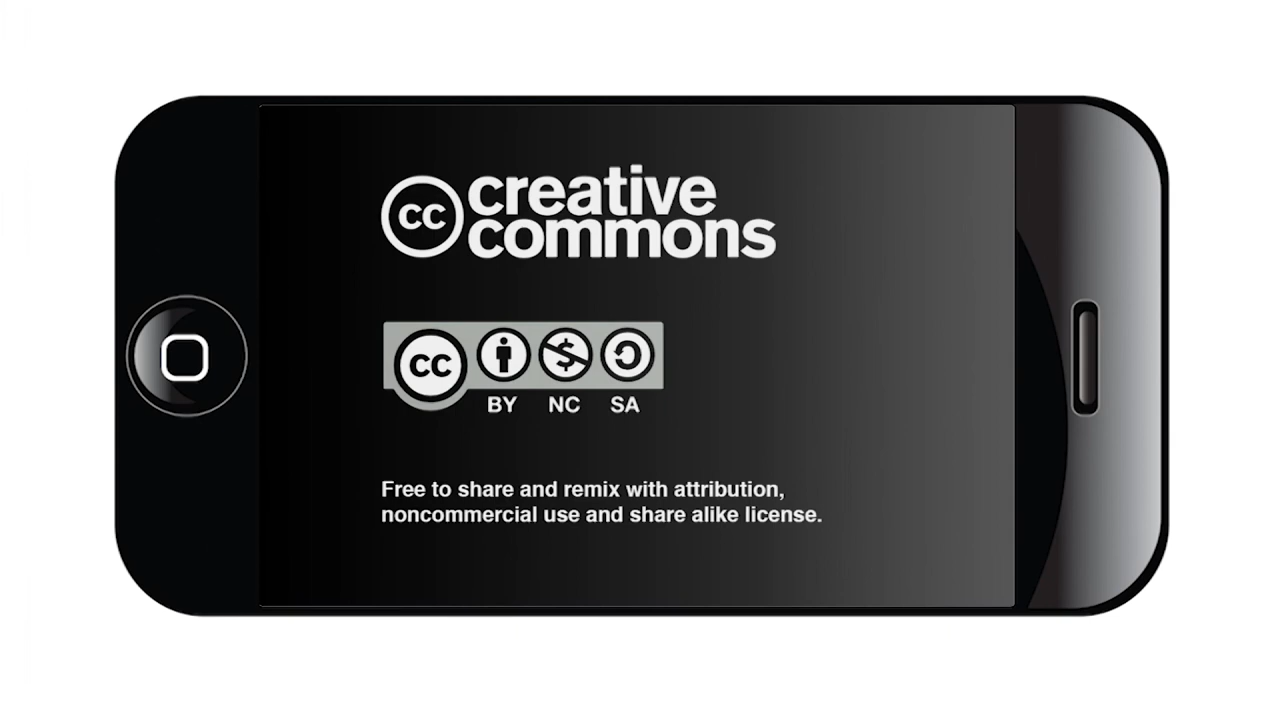 cc creative
commons
cc
BY NC SA
Free to share and remix with attribution,
noncommercial use and share alike license.